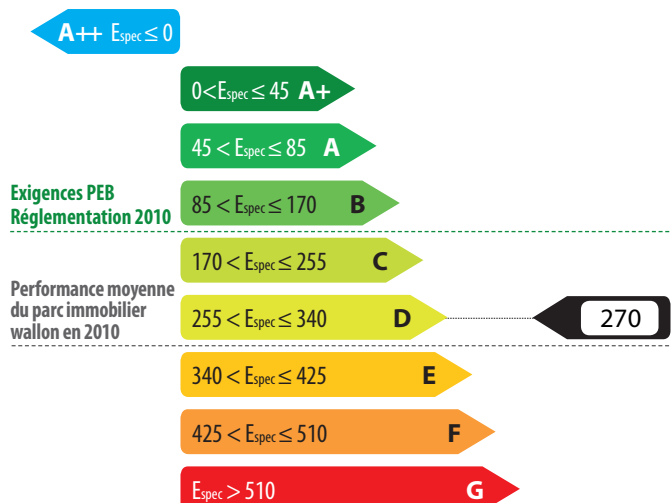 A++ Espec ≤ 0
0<Espec ≤ 45 A+
45 < Espec ≤ 85 A
Exigences PEB
Réglementation 2010
85 < Espec ≤ 170 B
170 < Espec ≤ 255 C
Performance moyenne
du parc immobilier
wallon en 2010
255 < Espec ≤ 340 D
270
340 < Espec ≤ 425 E
425 < Espec ≤ 510 F
Espec > 510 G